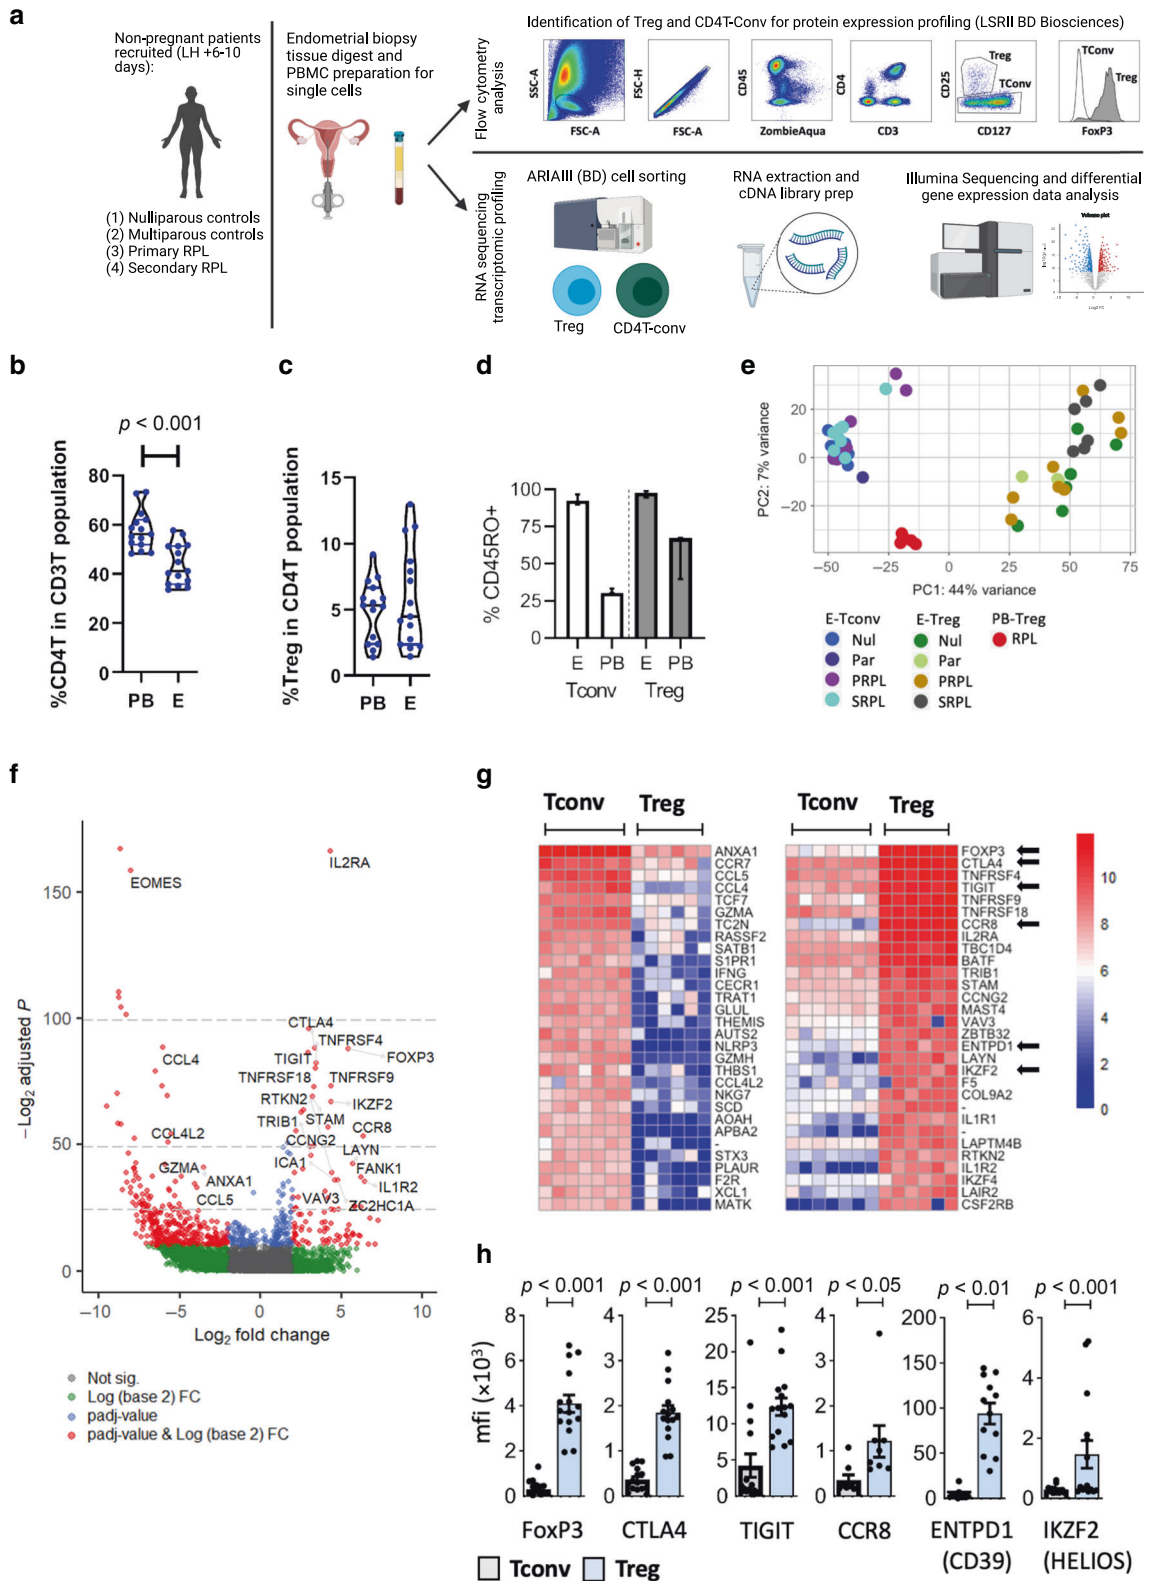 a
Non-pregnant patients
recruited (LH +6-10
days):
(1) Nulliparous controls
(2) Multiparous controls
(3) Primary RPL
(4) Secondary RPL
Endometrial biopsy
tissue digest and
PBMC preparation for
single cells
Flow cytometry
analysis
Identification of Treg and CD4T-Conv for protein expression profiling (LSRII BD Biosciences)
SSC-A
FSC-A
FSC-H
FSC-A
CD45
ZombieAqua
CD4
CD3
CD25
Treg
TConv
CD127
TConv
Treg
FoxP3
RNA sequencing
transcriptomic profiling
ARIAIII (BD) cell sorting
Treg
CD4T-conv
RNA extraction and
cDNA library prep
Illumina Sequencing and differential
gene expression data analysis
Volcano plot
Log2 FC
b
p < 0.001
%CD4T in CD3T population
80
60
40
20
0
PB E
c
%Treg in CD4T population
15
10
5
0
PB E
d
% CD45RO+
100
75
50
25
0
E PB E PB
Tconv Treg
e
PC2: 7% variance
20
0
−20
−50 −25 0 25 50 75
PC1: 44% variance
E-Tconv E-Treg PB-Treg
Nul Nul RPL
Par Par
PRPL PRPL
SRPL SRPL
f
−Log2 adjusted P
150
100
50
0
−10 −5 0 5 10
Log2 fold change
IL2RA
EOMES
CTLA4
TNFRSF4
CCL4
TIGIT
FOXP3
TNFRSF18
TNFRSF9
RTKN2
IKZF2
TRIB1
STAM
CCR8
CCL4L2
CCNG2
LAYN
GZMA
ICA1
FANK1
ANXA1
IL1R2
CCL5
VAV3
ZC2HC1A
Not sig.
Log (base 2) FC
padj-value
padj-value & Log (base 2) FC
g
Tconv Treg
ANXA1
CCR7
CCL5
CCL4
TCF7
GZMA
TC2N
RASSF2
SATB1
S1PR1
IFNG
CECR1
TRAT1
GLUL
THEMIS
AUTS2
NLRP3
GZMH
THBS1
CCL4L2
NKG7
SCD
AOAH
APBA2
-
STX3
PLAUR
F2R
XCL1
MATK
Tconv Treg
FOXP3
CTLA4
TNFRSF4
TIGIT
TNFRSF9
TNFRSF18
CCR8
IL2RA
TBC1D4
BATF
TRIB1
STAM
CCNG2
MAST4
VAV3
ZBTB32
ENTPD1
LAYN
IKZF2
F5
COL9A2
-
IL1R1
LAPTM4B
RTKN2
IL1R2
IKZF4
LAIR2
CSF2RB
10
8
6
4
2
0
h
mfi (×10³)
p < 0.001
8
6
4
2
0
FoxP3
p < 0.001
4
3
2
1
0
CTLA4
p < 0.001
25
20
15
10
5
0
TIGIT
p < 0.05
4
3
2
1
0
CCR8
p < 0.01
200
150
100
50
0
ENTPD1
(CD39)
p < 0.001
6
4
2
0
IKZF2
(HELIOS)
Tconv Treg